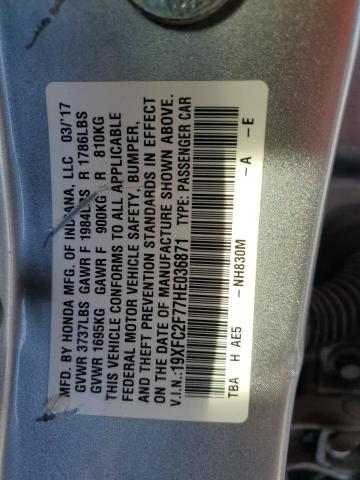 MFD. BY HONDA MFG. OF INDIANA, LLC 03/'17
GVWR 3737LBS GAWR F 1984LBS R 1786LBS
GVWR 1695KG GAWR F 900KG R 810KG
THIS VEHICLE CONFORMS TO ALL APPLICABLE
FEDERAL MOTOR VEHICLE SAFETY, BUMPER,
AND THEFT PREVENTION STANDARDS IN EFFECT
ON THE DATE OF MANUFACTURE SHOWN ABOVE.
V.I.N.:19XFC2F77HE036871 TYPE: PASSENGER CAR
TBA H AE5 -NH830M -A -E